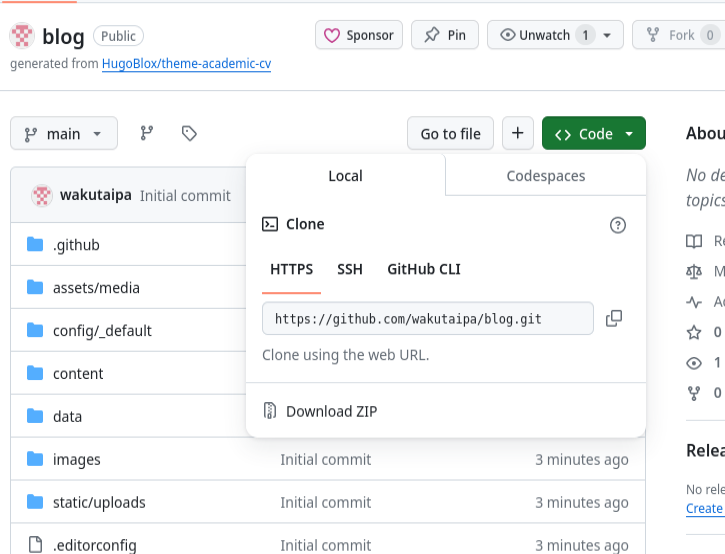 blog Public Sponsor Pin Unwatch 1 Fork 0
generated from HugoBlox/theme-academic-cv
main Go to file + Code
Local Codespaces
wakutaipa Initial commit
Clone
HTTPS SSH GitHub CLI
https://github.com/wakutaipa/blog.git
Clone using the web URL.
Download ZIP
.github
assets/media
config/_default
content
data
images Initial commit 3 minutes ago
static/uploads Initial commit 3 minutes ago
.editorconfig Initial commit 3 minutes ago
Abou
No de
topics
Re
M
Ac
0
1
0
Relea
No rele
Create